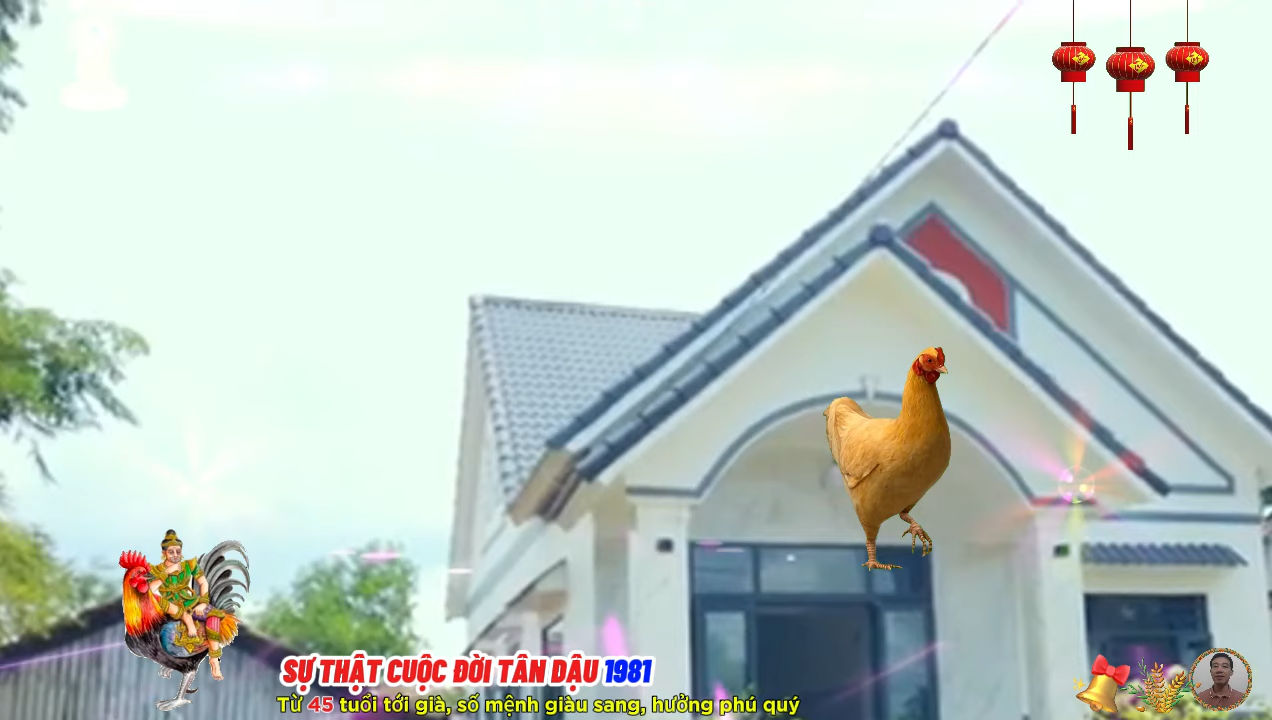 SỰ THẬT CUỘC ĐỜI TÂN DẬU 1981
Từ 45 tuổi tới già, số mệnh giàu sang, hưởng phú quý